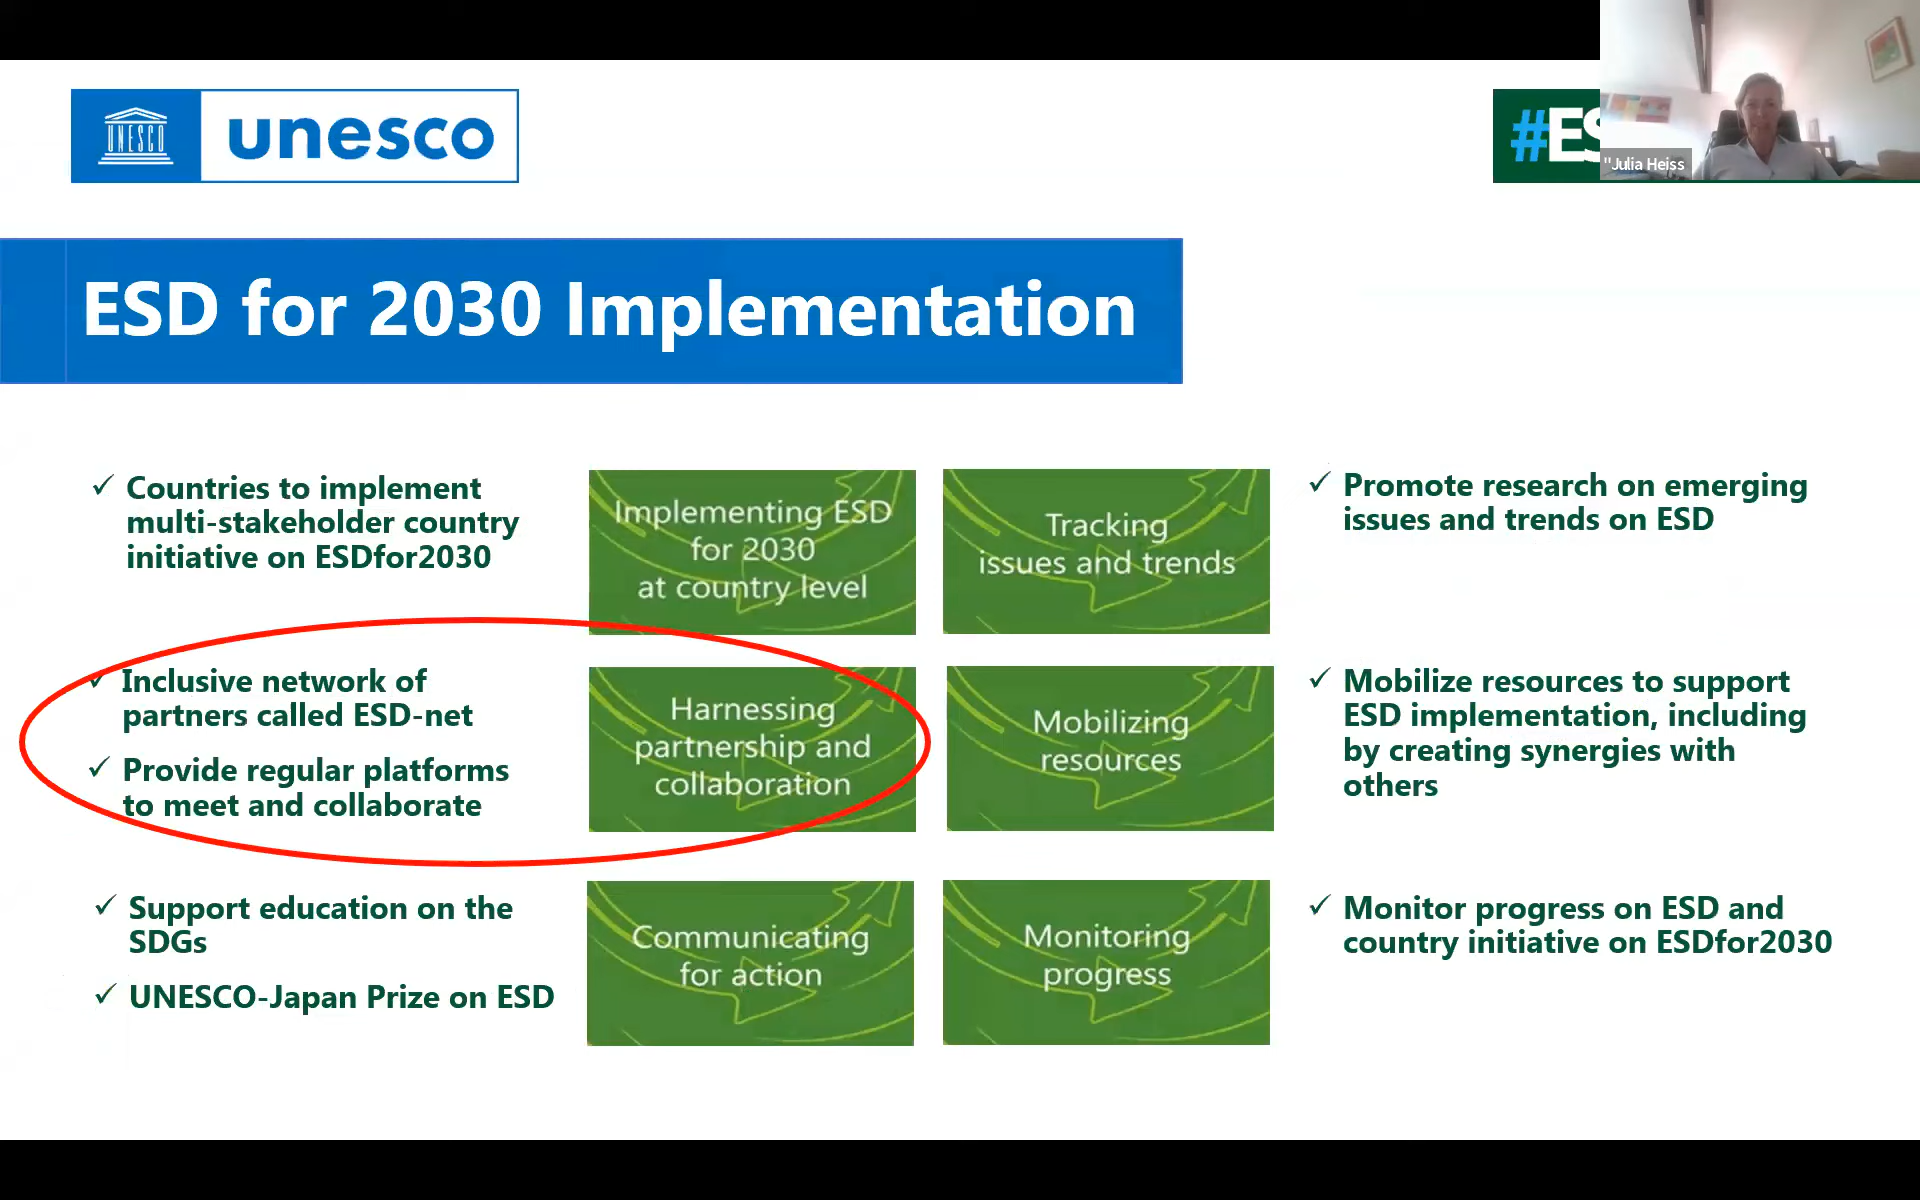 UNESCO
unesco
#ES
"Julia Heiss
ESD for 2030 Implementation
✓ Countries to implement
multi-stakeholder country
initiative on ESDfor2030
Implementing ESD
for 2030
at country level
Tracking
issues and trends
✓ Promote research on emerging
issues and trends on ESD
✓ Inclusive network of
partners called ESD-net
✓ Provide regular platforms
to meet and collaborate
Harnessing
partnership and
collaboration
Mobilizing
resources
✓ Mobilize resources to support
ESD implementation, including
by creating synergies with
others
✓ Support education on the
SDGs
✓ UNESCO-Japan Prize on ESD
Communicating
for action
Monitoring
progress
✓ Monitor progress on ESD and
country initiative on ESDfor2030